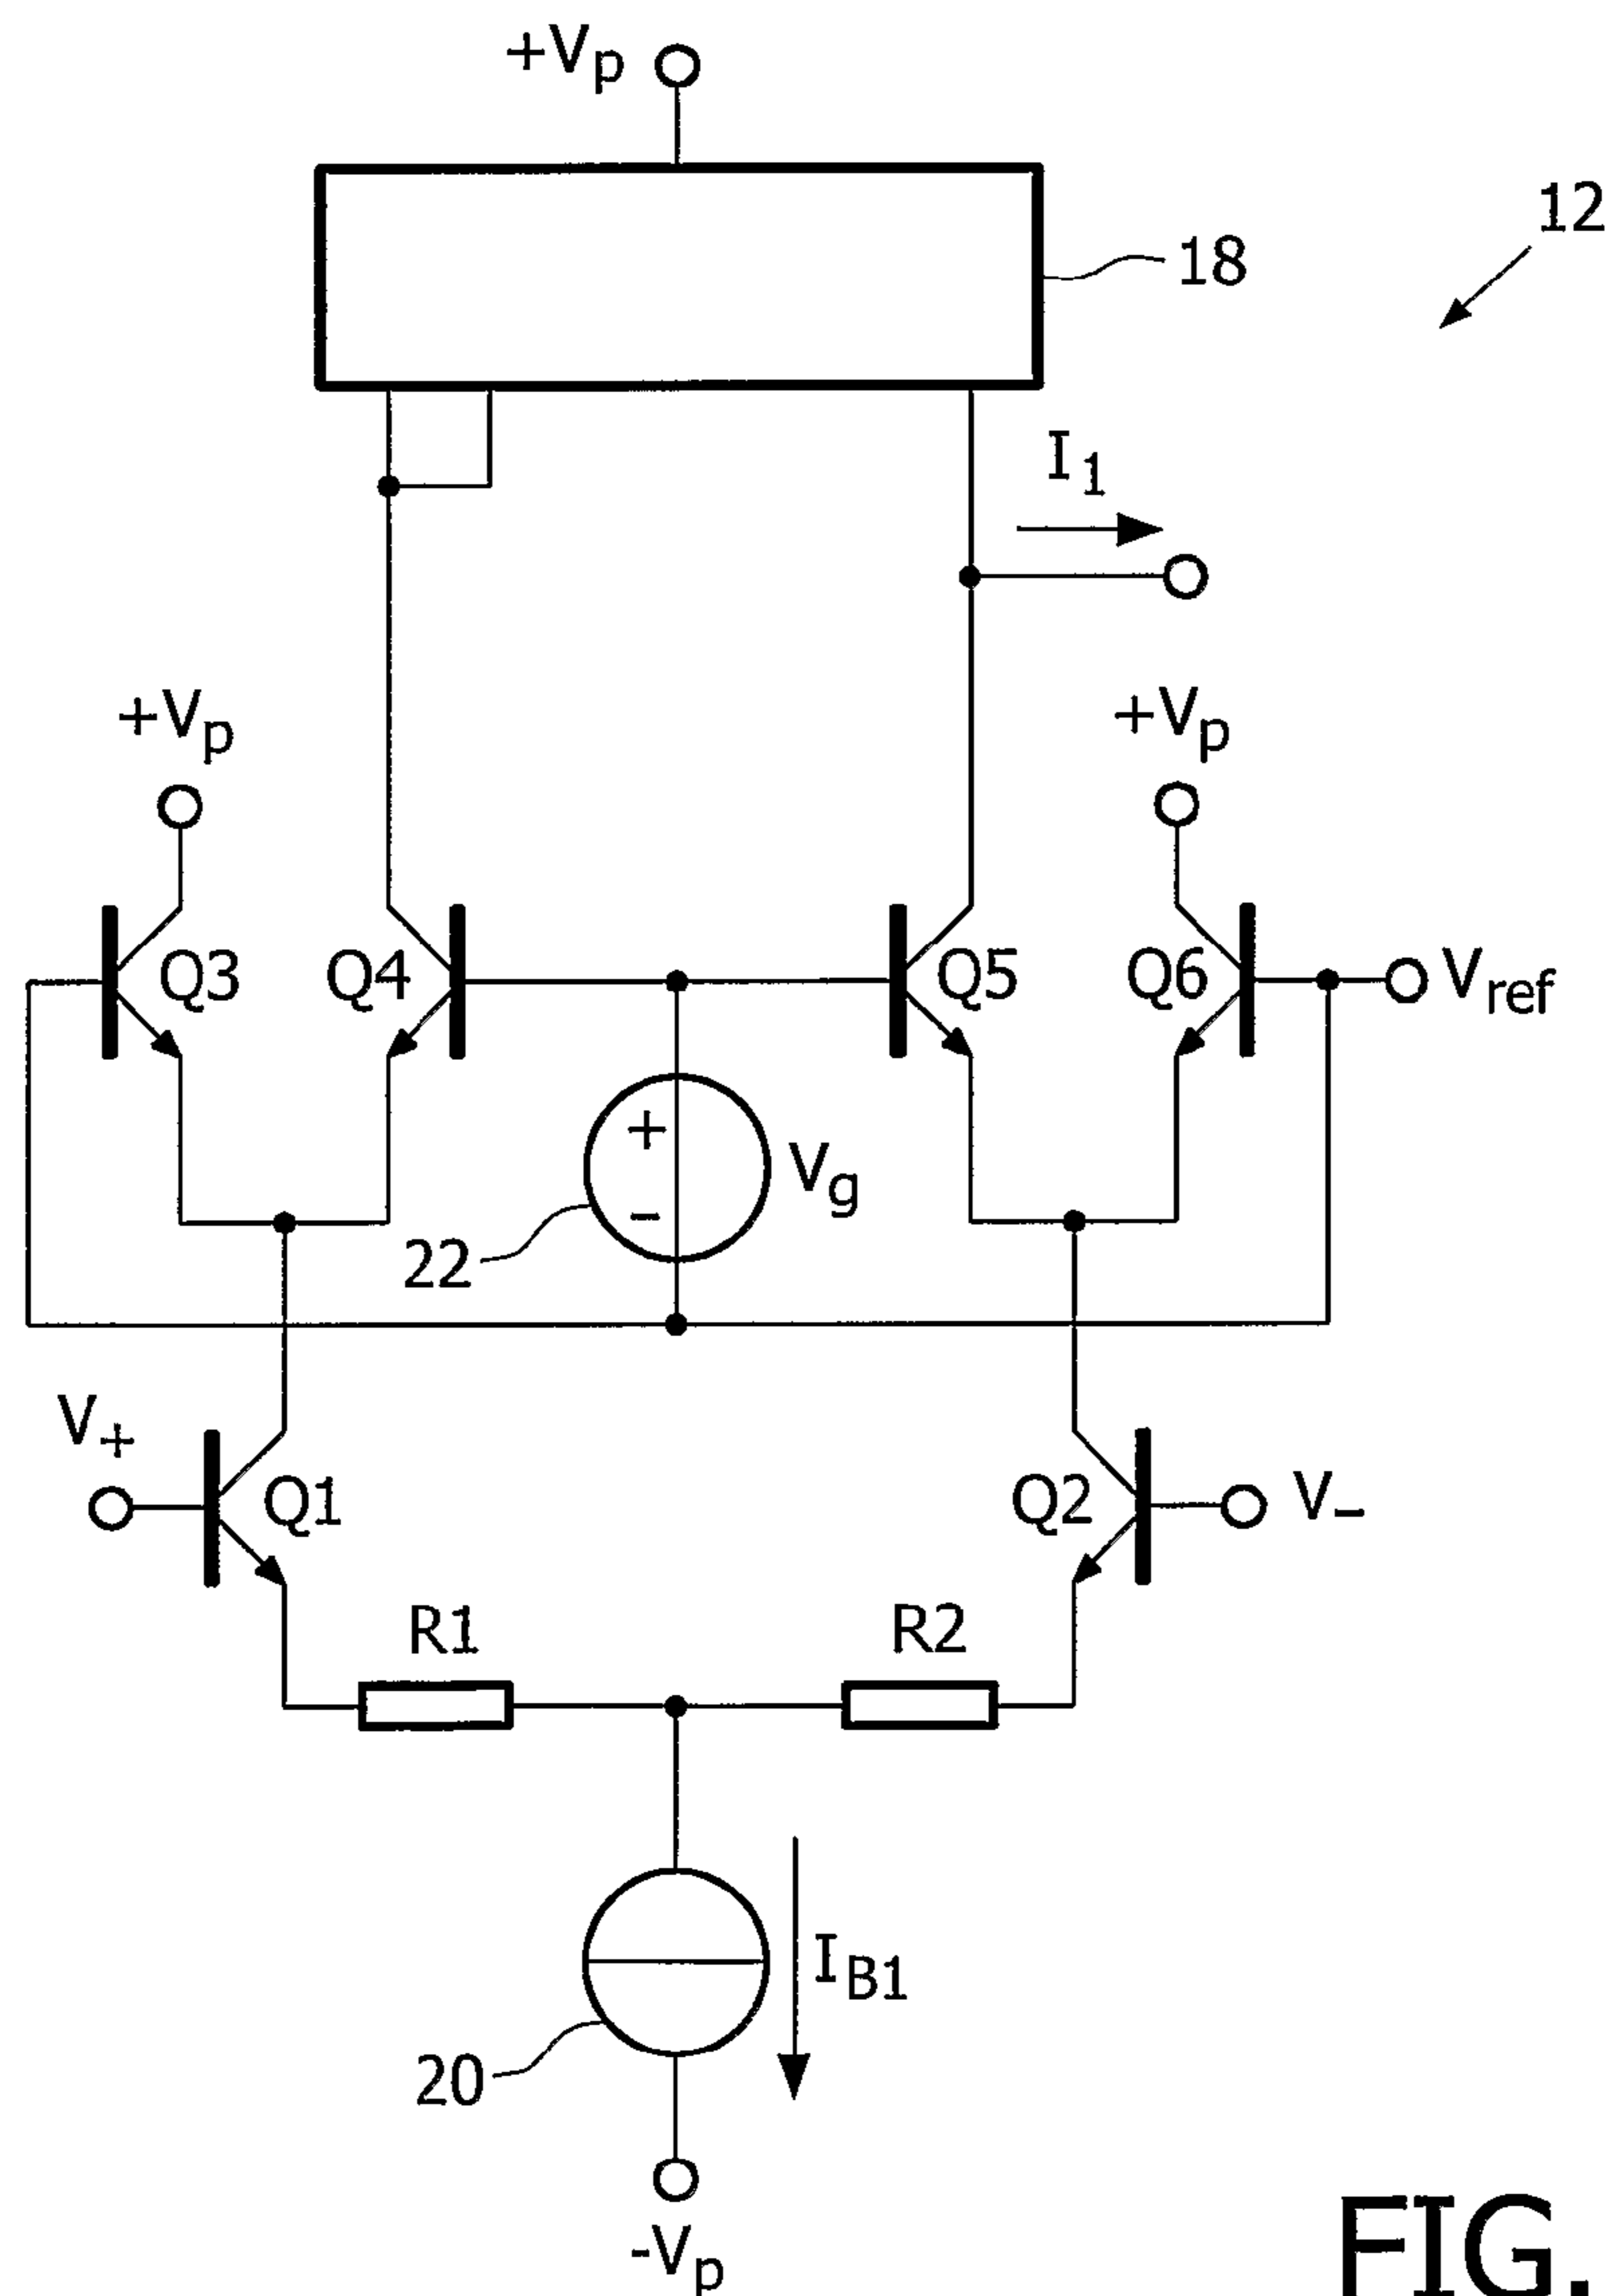 +Vp
12
18
I1
+Vp
+Vp
Q3
Q4
Q5
Q6
Vref
+
-
Vg
22
V+
Q1
Q2
V-
R1
R2
IB1
20
-Vp
FIG.